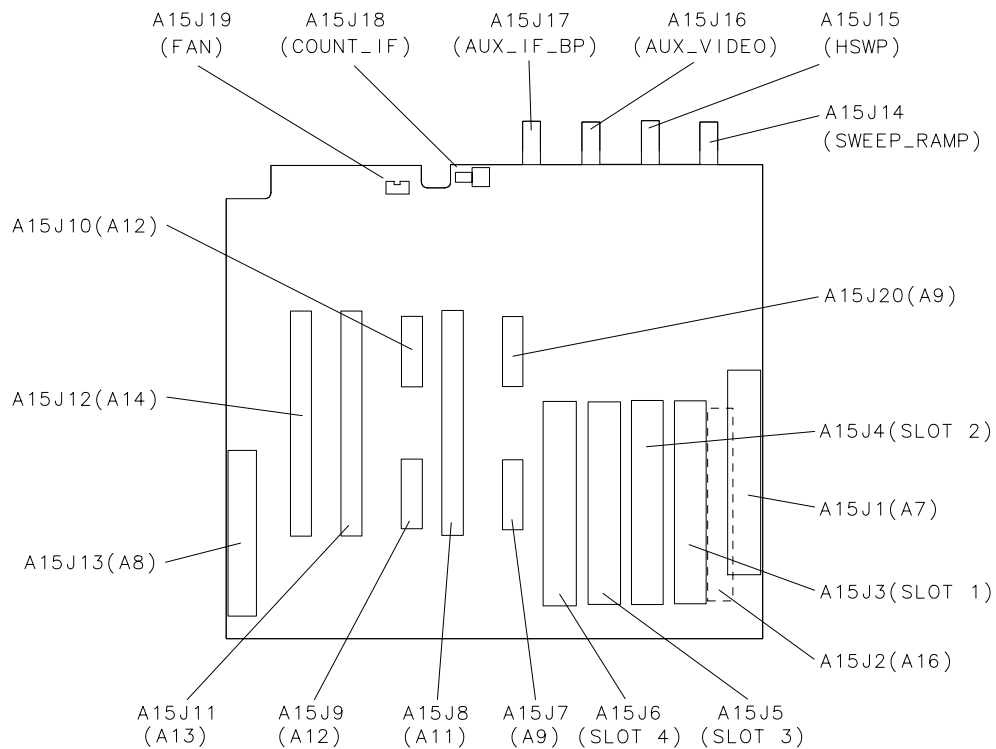 A15J19
(FAN)
A15J18
(COUNT_IF)
A15J17
(AUX_IF_BP)
A15J16
(AUX_VIDEO)
A15J15
(HSWP)
A15J14
(SWEEP_RAMP)
A15J10(A12)
A15J20(A9)
A15J12(A14)
A15J4(SLOT 2)
A15J1(A7)
A15J13(A8)
A15J3(SLOT 1)
A15J2(A16)
A15J11
(A13)
A15J9
(A12)
A15J8
(A11)
A15J7
(A9)
A15J6
(SLOT 4)
A15J5
(SLOT 3)